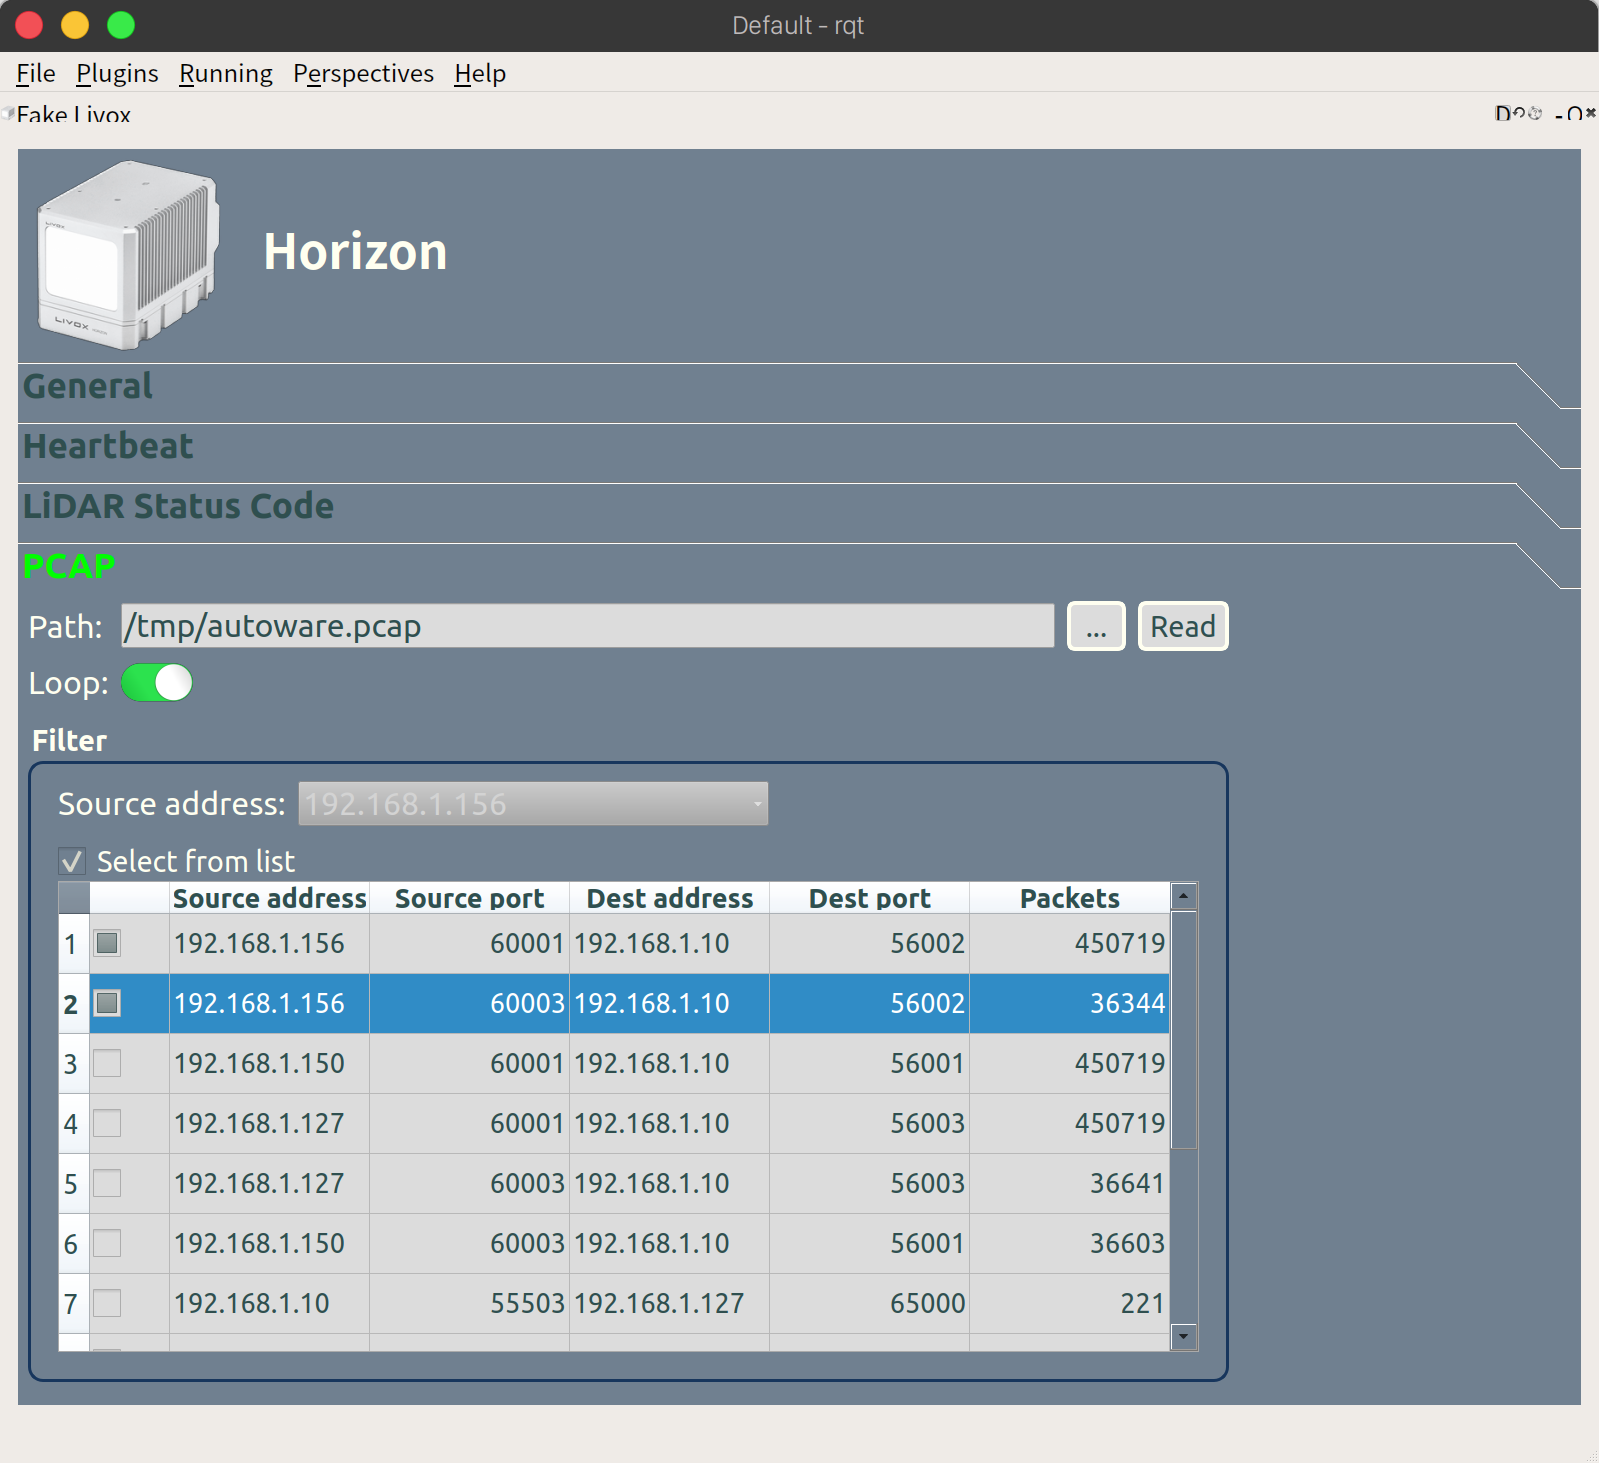 Default - rqt
File Plugins Running Perspectives Help
Fake Livox
D
LIVOX
Horizon
LIVOX
General
Heartbeat
LiDAR Status Code
PCAP
Path: /tmp/autoware.pcap ... Read
Loop:
Filter
Source address: 192.168.1.156
Select from list
Source address Source port Dest address Dest port Packets
1 192.168.1.156 60001 192.168.1.10 56002 450719
2 192.168.1.156 60003 192.168.1.10 56002 36344
3 192.168.1.150 60001 192.168.1.10 56001 450719
4 192.168.1.127 60001 192.168.1.10 56003 450719
5 192.168.1.127 60003 192.168.1.10 56003 36641
6 192.168.1.150 60003 192.168.1.10 56001 36603
7 192.168.1.10 55503 192.168.1.127 65000 221